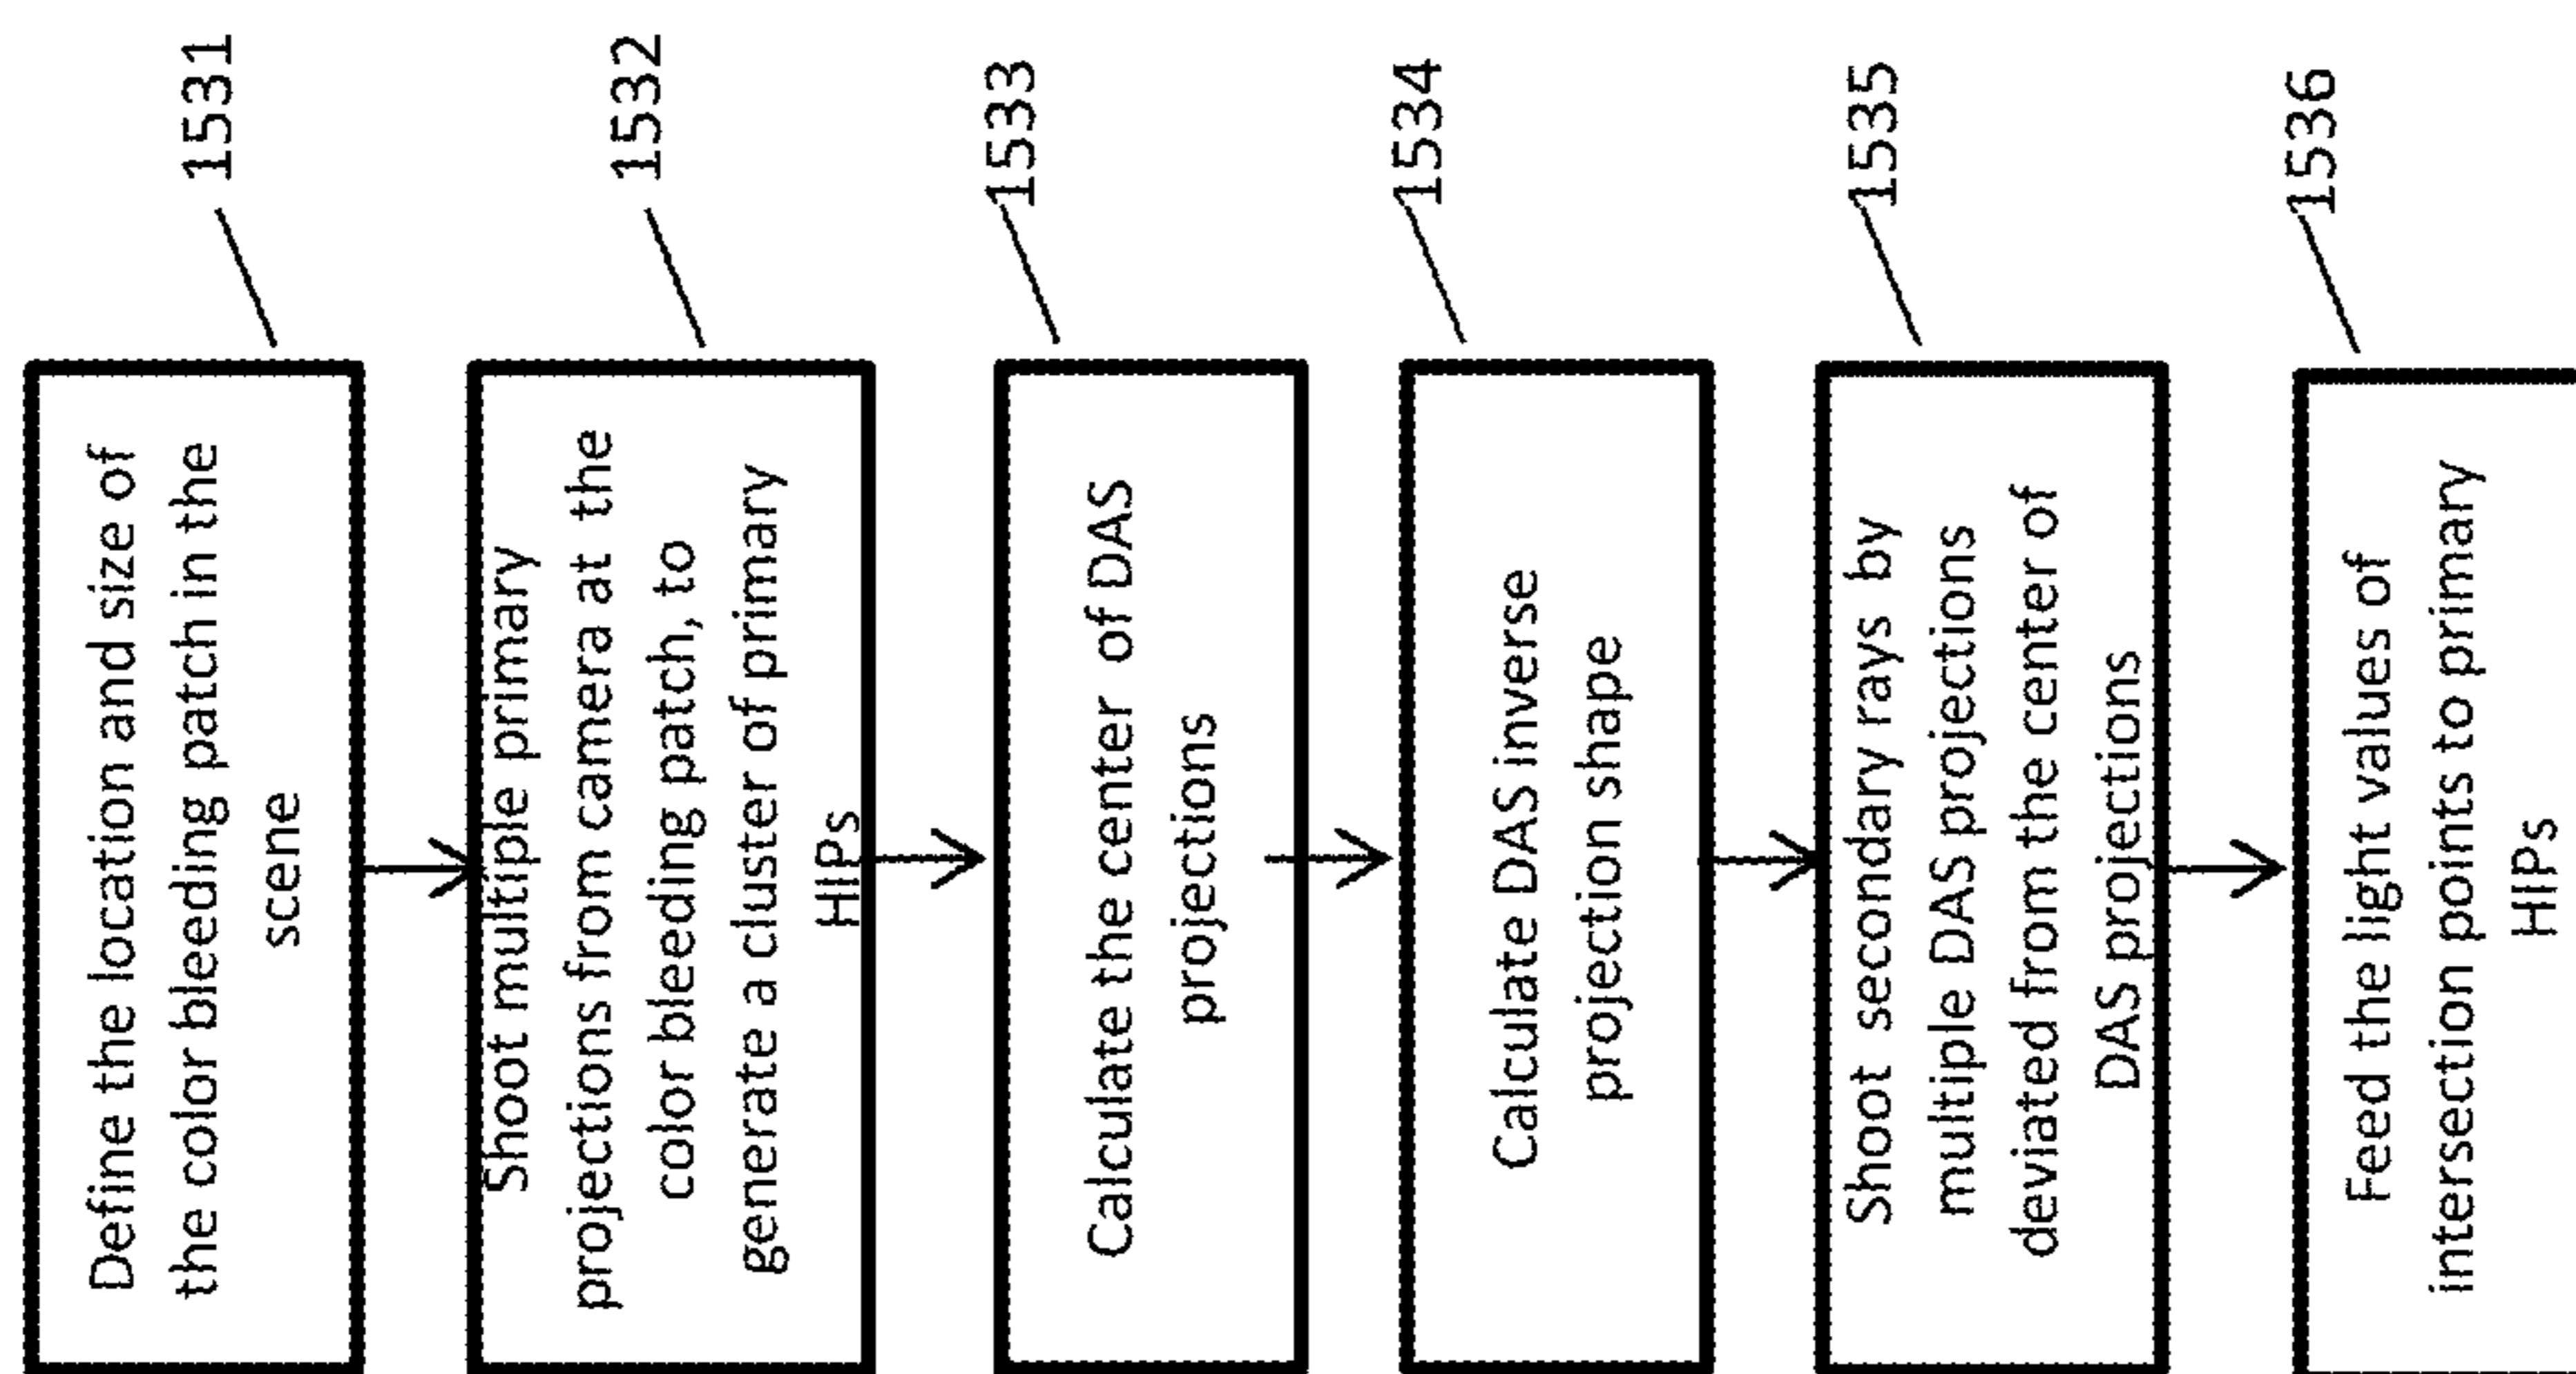 Define the location and size of
the color bleeding patch in the
scene
1531
Shoot multiple primary
projections from camera at the
color bleeding patch, to
generate a cluster of primary
HIPs
1532
Calculate the center of DAS
projections
1533
Calculate DAS inverse
projection shape
1534
Shoot secondary rays by
multiple DAS projections
deviated from the center of
DAS projections
1535
Feed the light values of
intersection points to primary
HIPs
1536